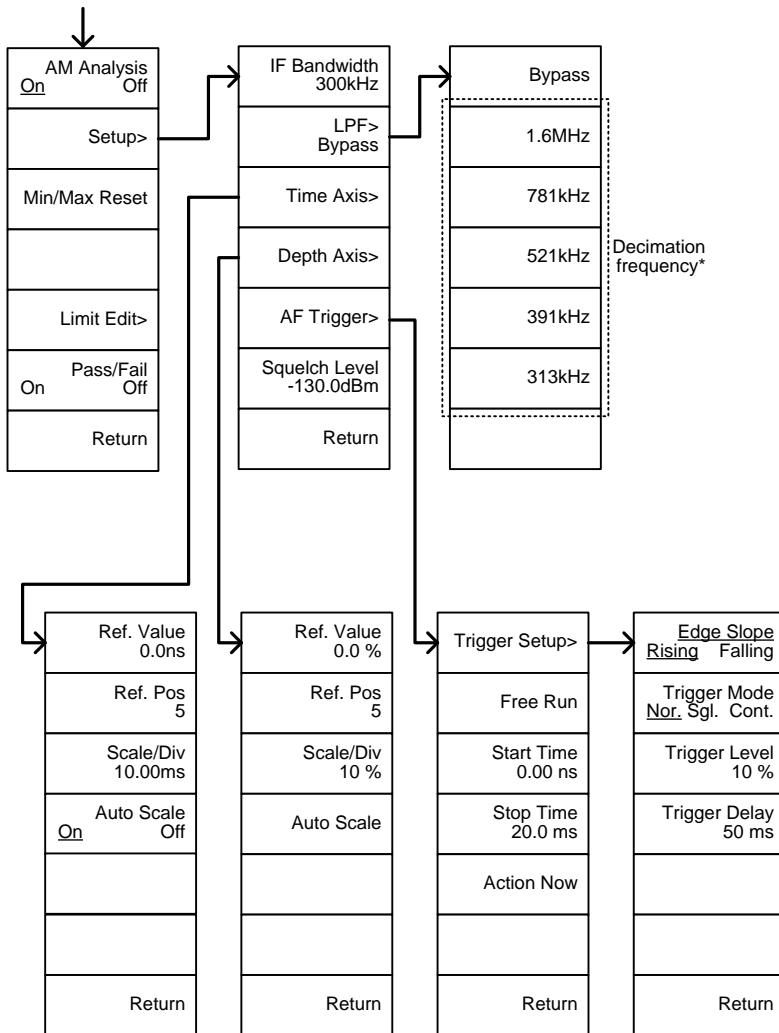 AM Analysis
On Off
Setup>
Min/Max Reset
Limit Edit>
Pass/Fail
On Off
Return
IF Bandwidth
300kHz
LPF>
Bypass
Time Axis>
Depth Axis>
AF Trigger>
Squelch Level
-130.0dBm
Return
Bypass
1.6MHz
781kHz
521kHz
391kHz
313kHz
Decimation
frequency*
Ref. Value
0.0ns
Ref. Pos
5
Scale/Div
10.00ms
Auto Scale
On Off
Return
Ref. Value
0.0 %
Ref. Pos
5
Scale/Div
10 %
Auto Scale
Return
Trigger Setup>
Free Run
Start Time
0.00 ns
Stop Time
20.0 ms
Action Now
Return
Edge Slope
Rising Falling
Trigger Mode
Nor. Sgl. Cont.
Trigger Level
10 %
Trigger Delay
50 ms
Return